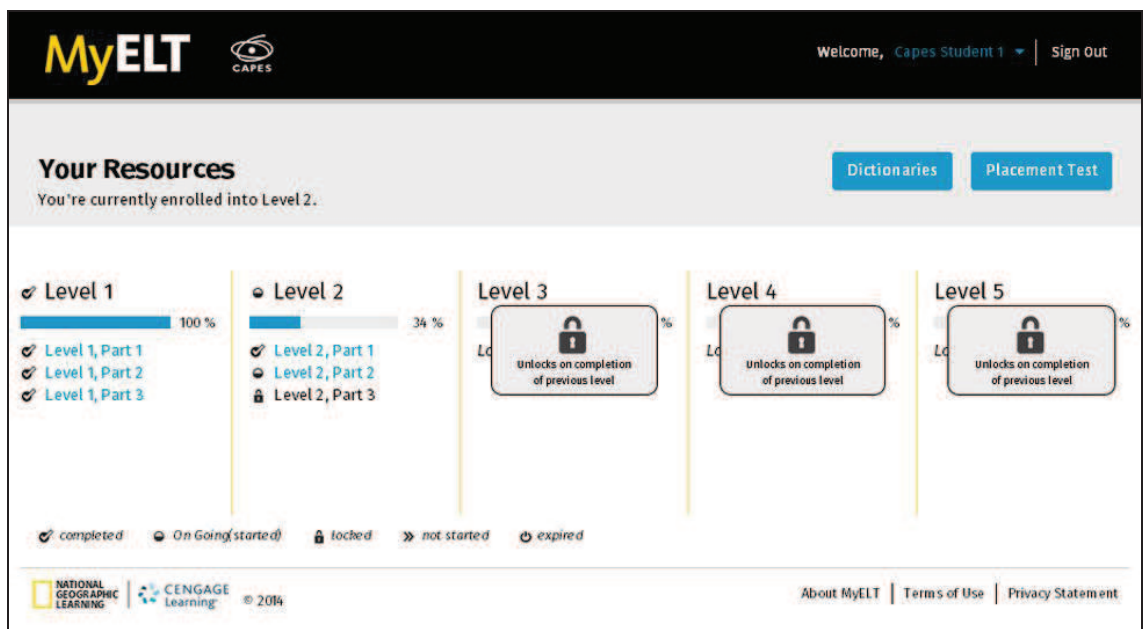 MyELT
CAPES
Welcome, Capes Student 1 | Sign Out
Your Resources
You're currently enrolled into Level 2.
Dictionaries
Placement Test
Level 1
100 %
Level 1, Part 1
Level 1, Part 2
Level 1, Part 3
Level 2
34 %
Level 2, Part 1
Level 2, Part 2
Level 2, Part 3
Level 3
%
Lo
Unlocks on completion
of previous level
Level 4
%
Lo
Unlocks on completion
of previous level
Level 5
%
Lo
Unlocks on completion
of previous level
completed On Going(started) locked not started expired
NATIONAL
GEOGRAPHIC
LEARNING
CENGAGE
Learning
© 2014
About MyELT | Terms of Use | Privacy Statement